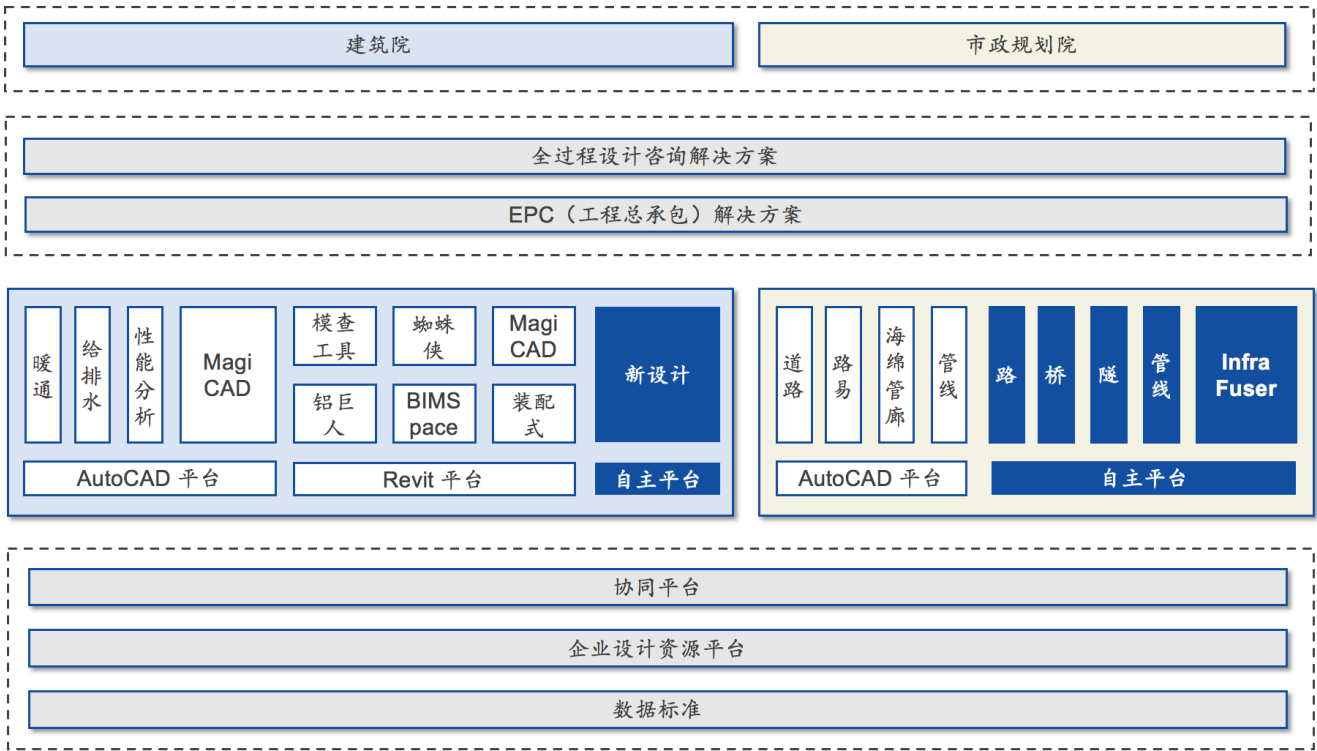 建筑院
市政规划院
全过程设计咨询解决方案
EPC（工程总承包）解决方案
暖通
给排水
性能分析
Magi
CAD
模查
工具
蜘蛛
侠
Magi
CAD
铝巨
人
BIMS
pace
装配
式
新设计
AutoCAD 平台
Revit 平台
自主平台
道路
路易
海绵管廊
管线
路
桥
隧
管线
Infra
Fuser
AutoCAD 平台
自主平台
协同平台
企业设计资源平台
数据标准